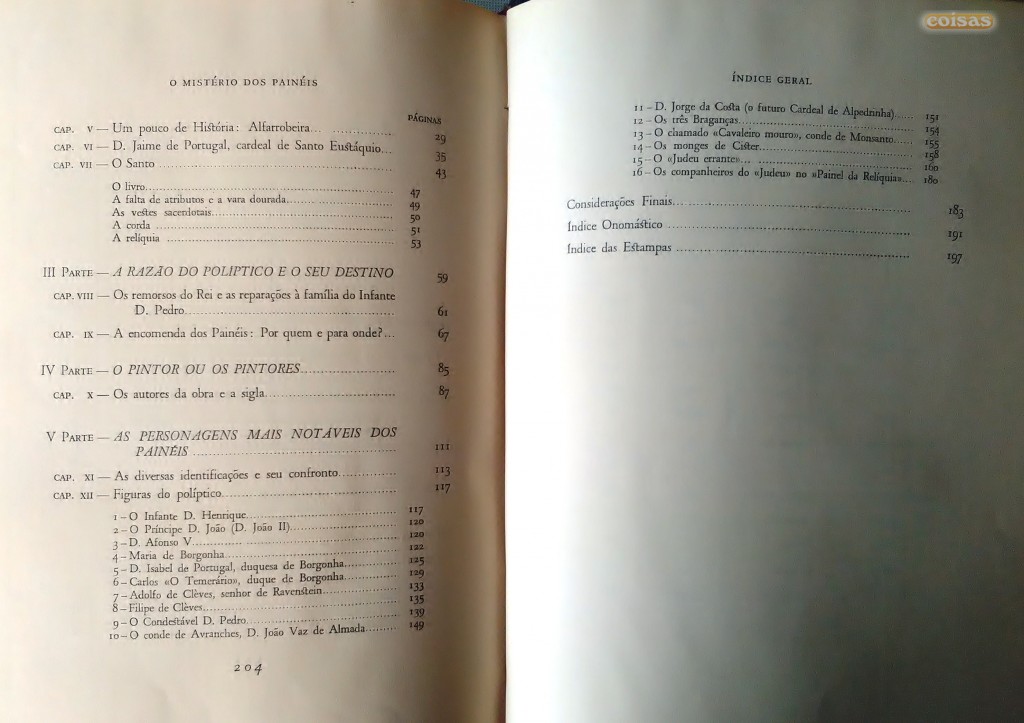 O MISTÉRIO DOS PAINÉIS
PÁGINAS
CAP. V — Um pouco de História: Alfarrobeira... .................... 29
CAP. VI — D. Jaime de Portugal, cardeal de Santo Eustáquio... 35
CAP. VII — O Santo .................... 43
O livro.................... 47
A falta de atributos e a vara dourada.................... 49
As vestes sacerdotais.................... 50
A corda .................... 51
A relíquia .................... 53
III PARTE — A RAZÃO DO POLIPTICO E O SEU DESTINO 59
CAP. VIII — Os remorsos do Rei e as reparações à família do Infante
D. Pedro.................... 61
CAP. IX — A encomenda dos Painéis: Por quem e para onde?... 67
IV PARTE — O PINTOR OU OS PINTORES.................... 85
CAP. X — Os autores da obra e a sigla.................... 87
V PARTE — AS PERSONAGENS MAIS NOTÁVEIS DOS
PAINÉIS .................... 111
CAP. XI — As diversas identificações e seu confronto.................... 113
CAP. XII — Figuras do políptico.................... 117
1 – O Infante D. Henrique.................... 117
2 – O Príncipe D. João (D. João II).................... 120
3 – D. Afonso V.................... 120
4 – Maria de Borgonha.................... 122
5 – D. Isabel de Portugal, duquesa de Borgonha.................... 125
6 – Carlos «O Temerário», duque de Borgonha.................... 129
7 – Adolfo de Clèves, senhor de Ravenstein.................... 133
8 – Filipe de Clèves.................... 135
9 – O Condestável D. Pedro.................... 139
10 – O conde de Avranches, D. João Vaz de Almada.................... 149
204
coisas
ÍNDICE GERAL
11 – D. Jorge da Costa (o futuro Cardeal de Alpedrinha).................... 151
12 – Os três Braganças.................... 154
13 – O chamado «Cavaleiro mouro», conde de Monsanto.................... 155
14 – Os monges de Cister.................... 158
15 – O «Judeu errante»... .................... 160
16 – Os companheiros do «Judeu» no «Painel da Relíquia».... 180
Considerações Finais.................... 183
Índice Onomástico .................... 191
Índice das Estampas .................... 197